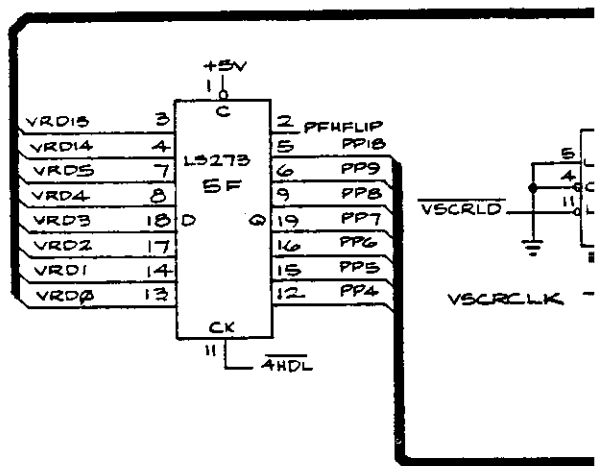 +5V
1
C
VRD15 3 2 PFHFLIP
VRD14 4 5 PP18
VRD5 7 LS273 6 PP9
5F
VRD4 8 9 PP8
VRD3 18 D Q 19 PP7
VRD2 17 16 PP6
VRD1 14 15 PP5
VRDØ 13 12 PP4
CK
11
4HDL
5 L
4 C
VSCRLD 11 L
VSCRCLK